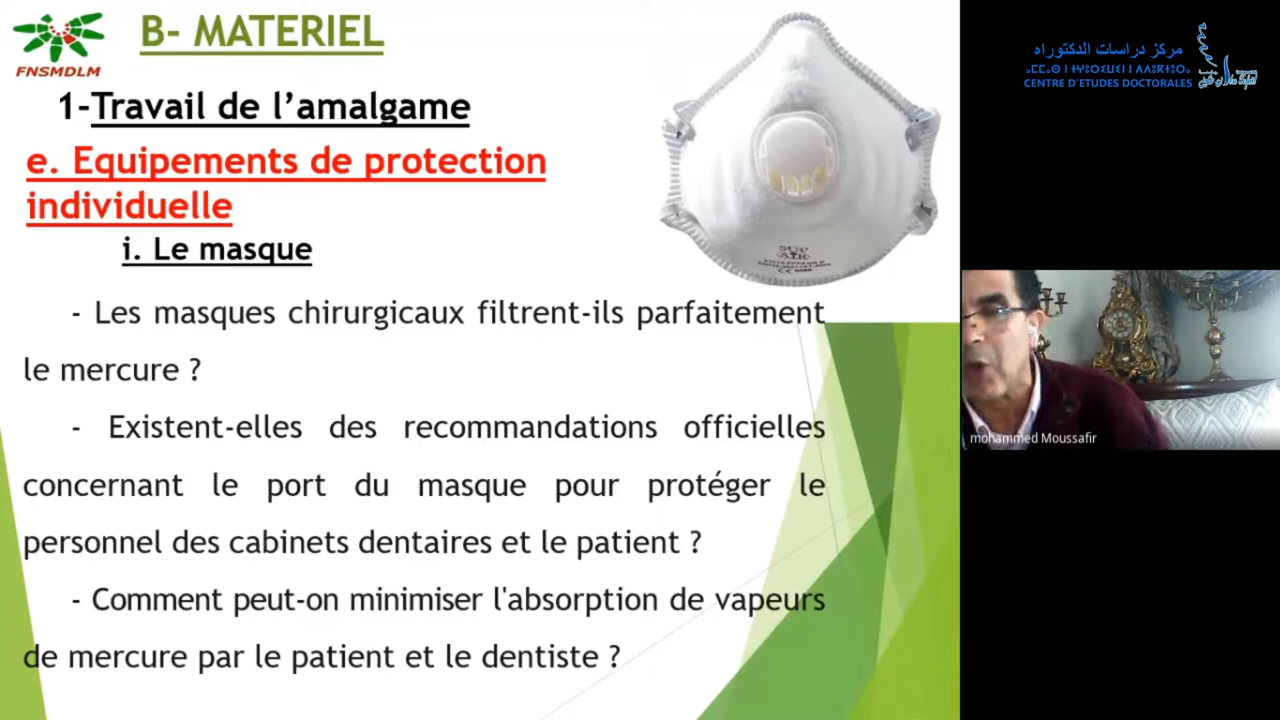 FNSMDLM
B- MATERIEL
1-Travail de l’amalgame
e. Equipements de protection
individuelle
i. Le masque
- Les masques chirurgicaux filtrent-ils parfaitement
le mercure ?
- Existent-elles des recommandations officielles
concernant le port du masque pour protéger le
personnel des cabinets dentaires et le patient ?
- Comment peut-on minimiser l'absorption de vapeurs
de mercure par le patient et le dentiste ?
AIR
مركز دراسات الدكتوراه
CENTRE D'ETUDES DOCTORALES
mohammed Moussafir